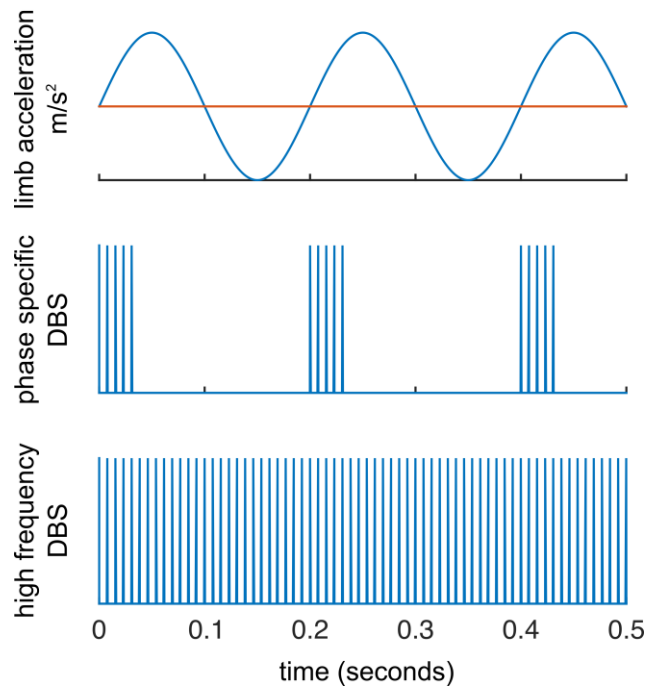 limb acceleration
m/s²
phase specific
DBS
high frequency
DBS
0 0.1 0.2 0.3 0.4 0.5
time (seconds)